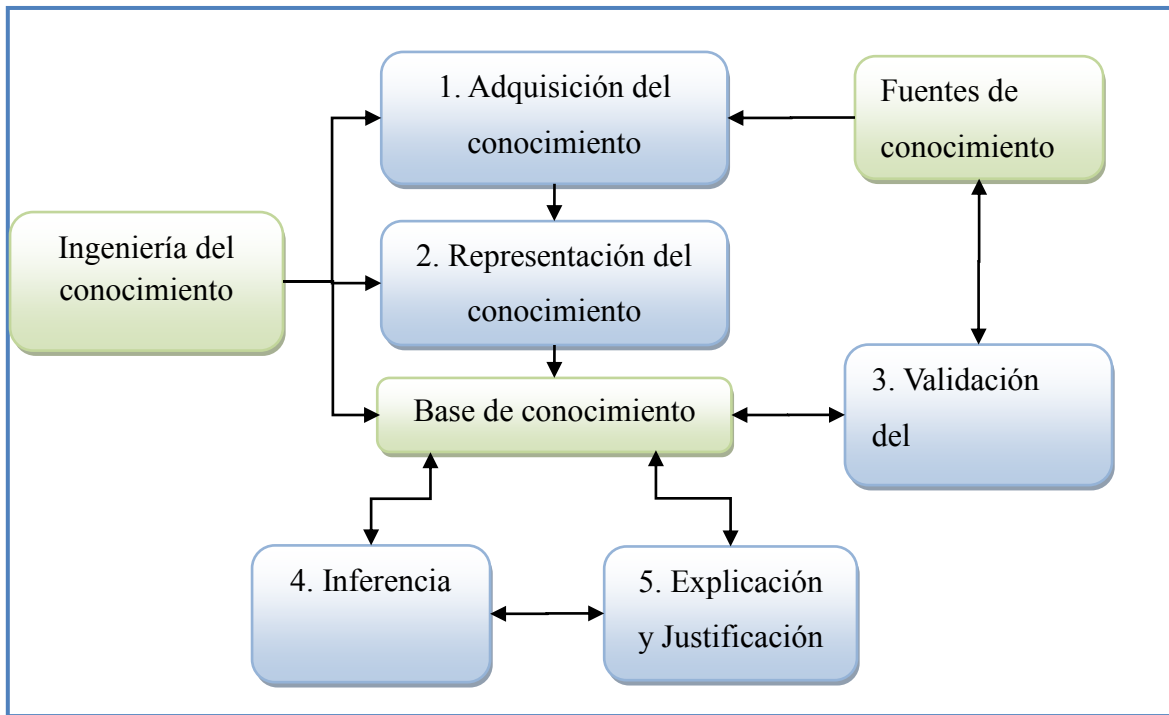 1. Adquisición del
conocimiento
Fuentes de
conocimiento
Ingeniería del
conocimiento
2. Representación del
conocimiento
Base de conocimiento
3. Validación
del
4. Inferencia
5. Explicación
y Justificación